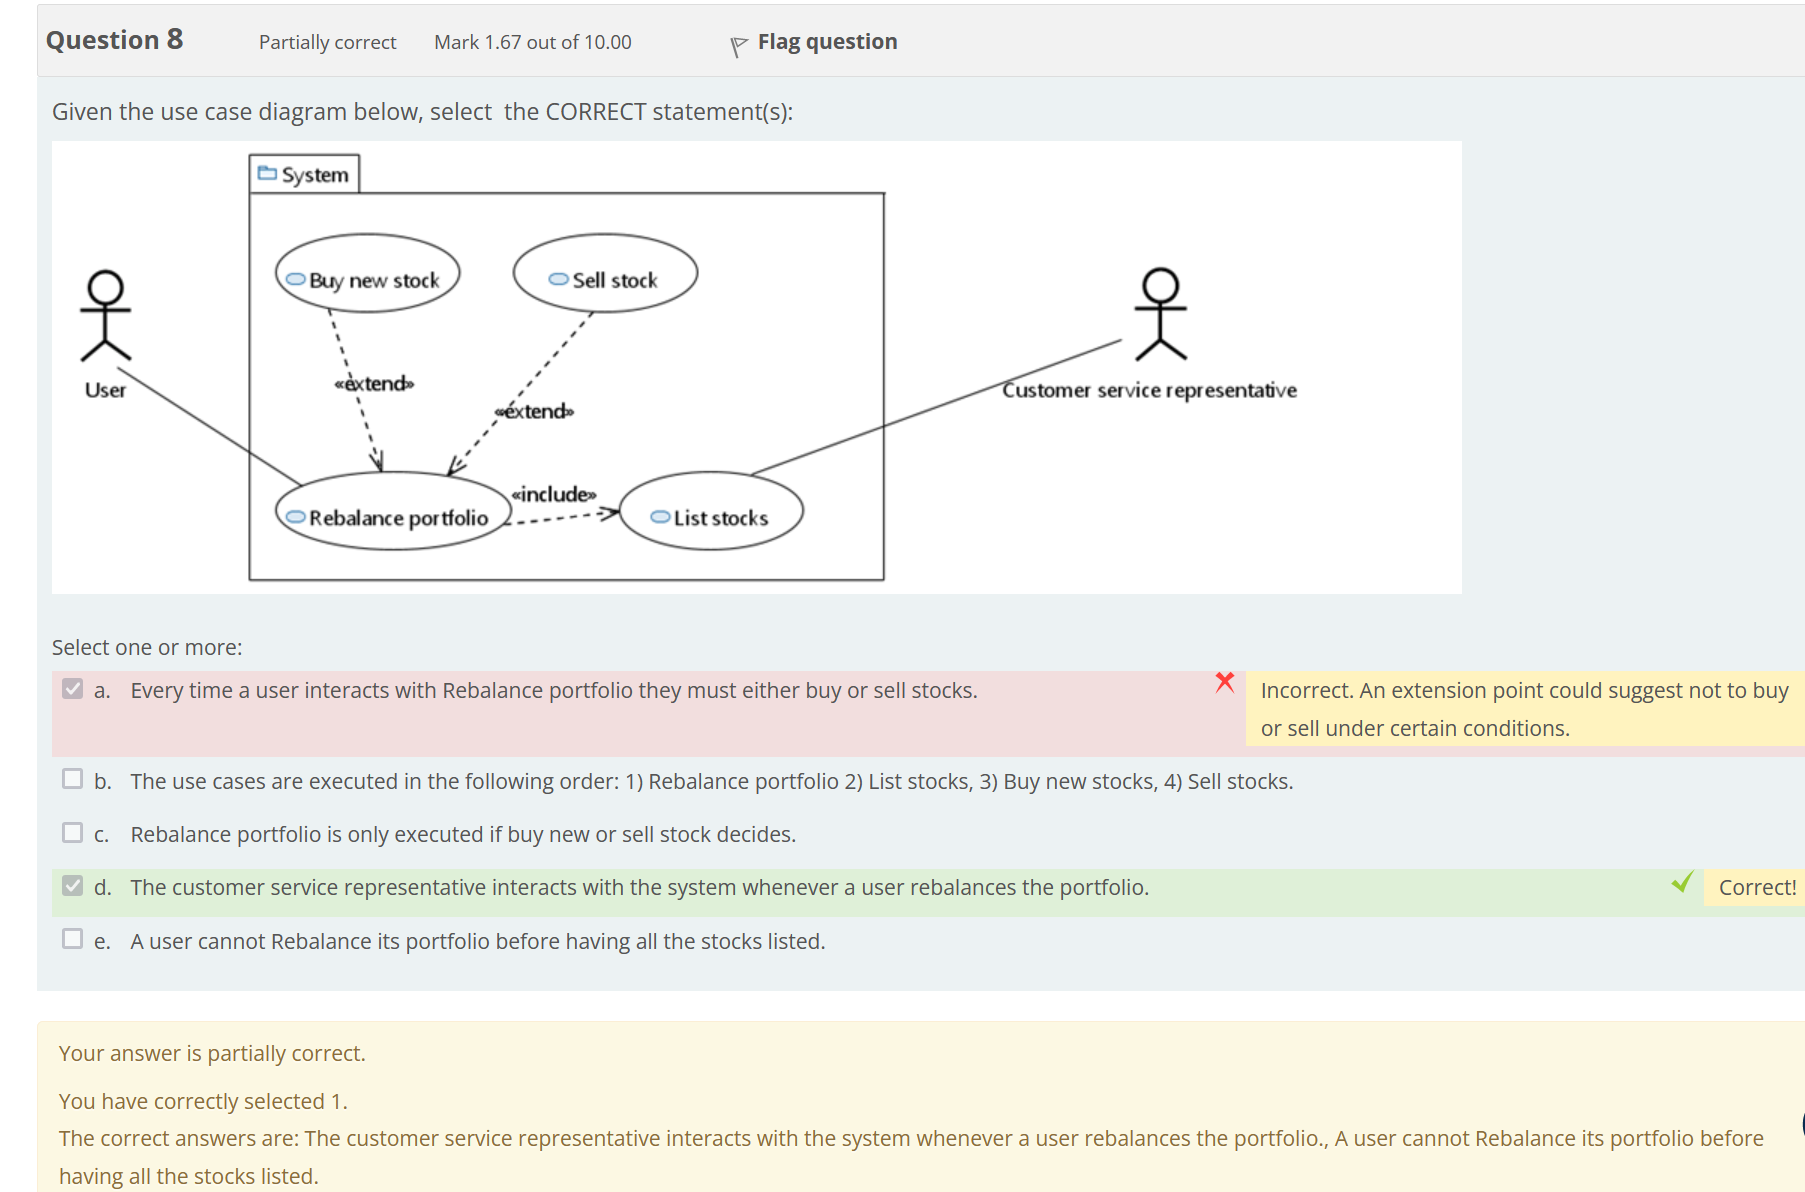 Question 8 Partially correct Mark 1.67 out of 10.00 Flag question
Given the use case diagram below, select the CORRECT statement(s):
System
Buy new stock Sell stock
User «extend» «extend» Customer service representative
«include»
Rebalance portfolio List stocks
Select one or more:
a. Every time a user interacts with Rebalance portfolio they must either buy or sell stocks. Incorrect. An extension point could suggest not to buy
or sell under certain conditions.
b. The use cases are executed in the following order: 1) Rebalance portfolio 2) List stocks, 3) Buy new stocks, 4) Sell stocks.
c. Rebalance portfolio is only executed if buy new or sell stock decides.
d. The customer service representative interacts with the system whenever a user rebalances the portfolio. Correct!
e. A user cannot Rebalance its portfolio before having all the stocks listed.
Your answer is partially correct.
You have correctly selected 1.
The correct answers are: The customer service representative interacts with the system whenever a user rebalances the portfolio., A user cannot Rebalance its portfolio before
having all the stocks listed.